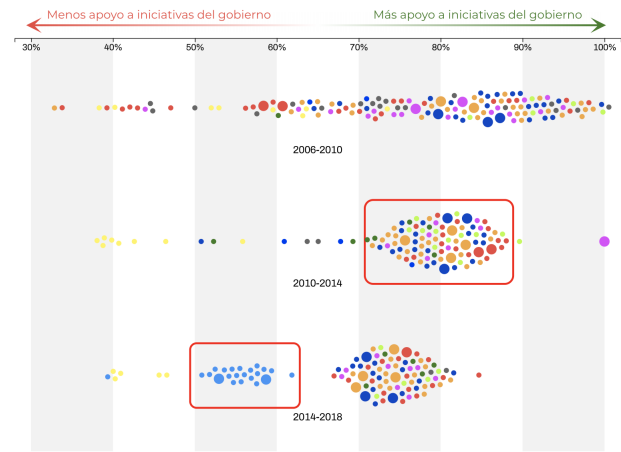 Menos apoyo a iniciativas del gobierno
Más apoyo a iniciativas del gobierno
30% 40% 50% 60% 70% 80% 90% 100%
2006-2010
2010-2014
2014-2018